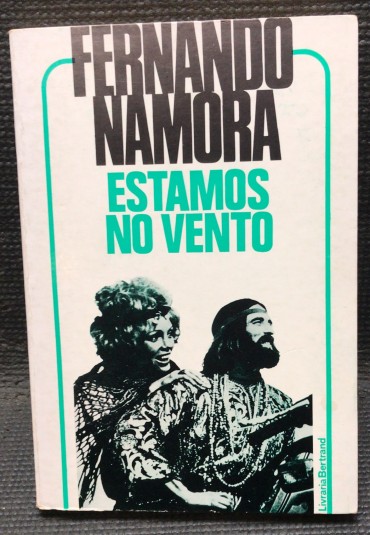 FERNANDO
NAMORA
ESTAMOS
NO VENTO
Livraria Bertrand